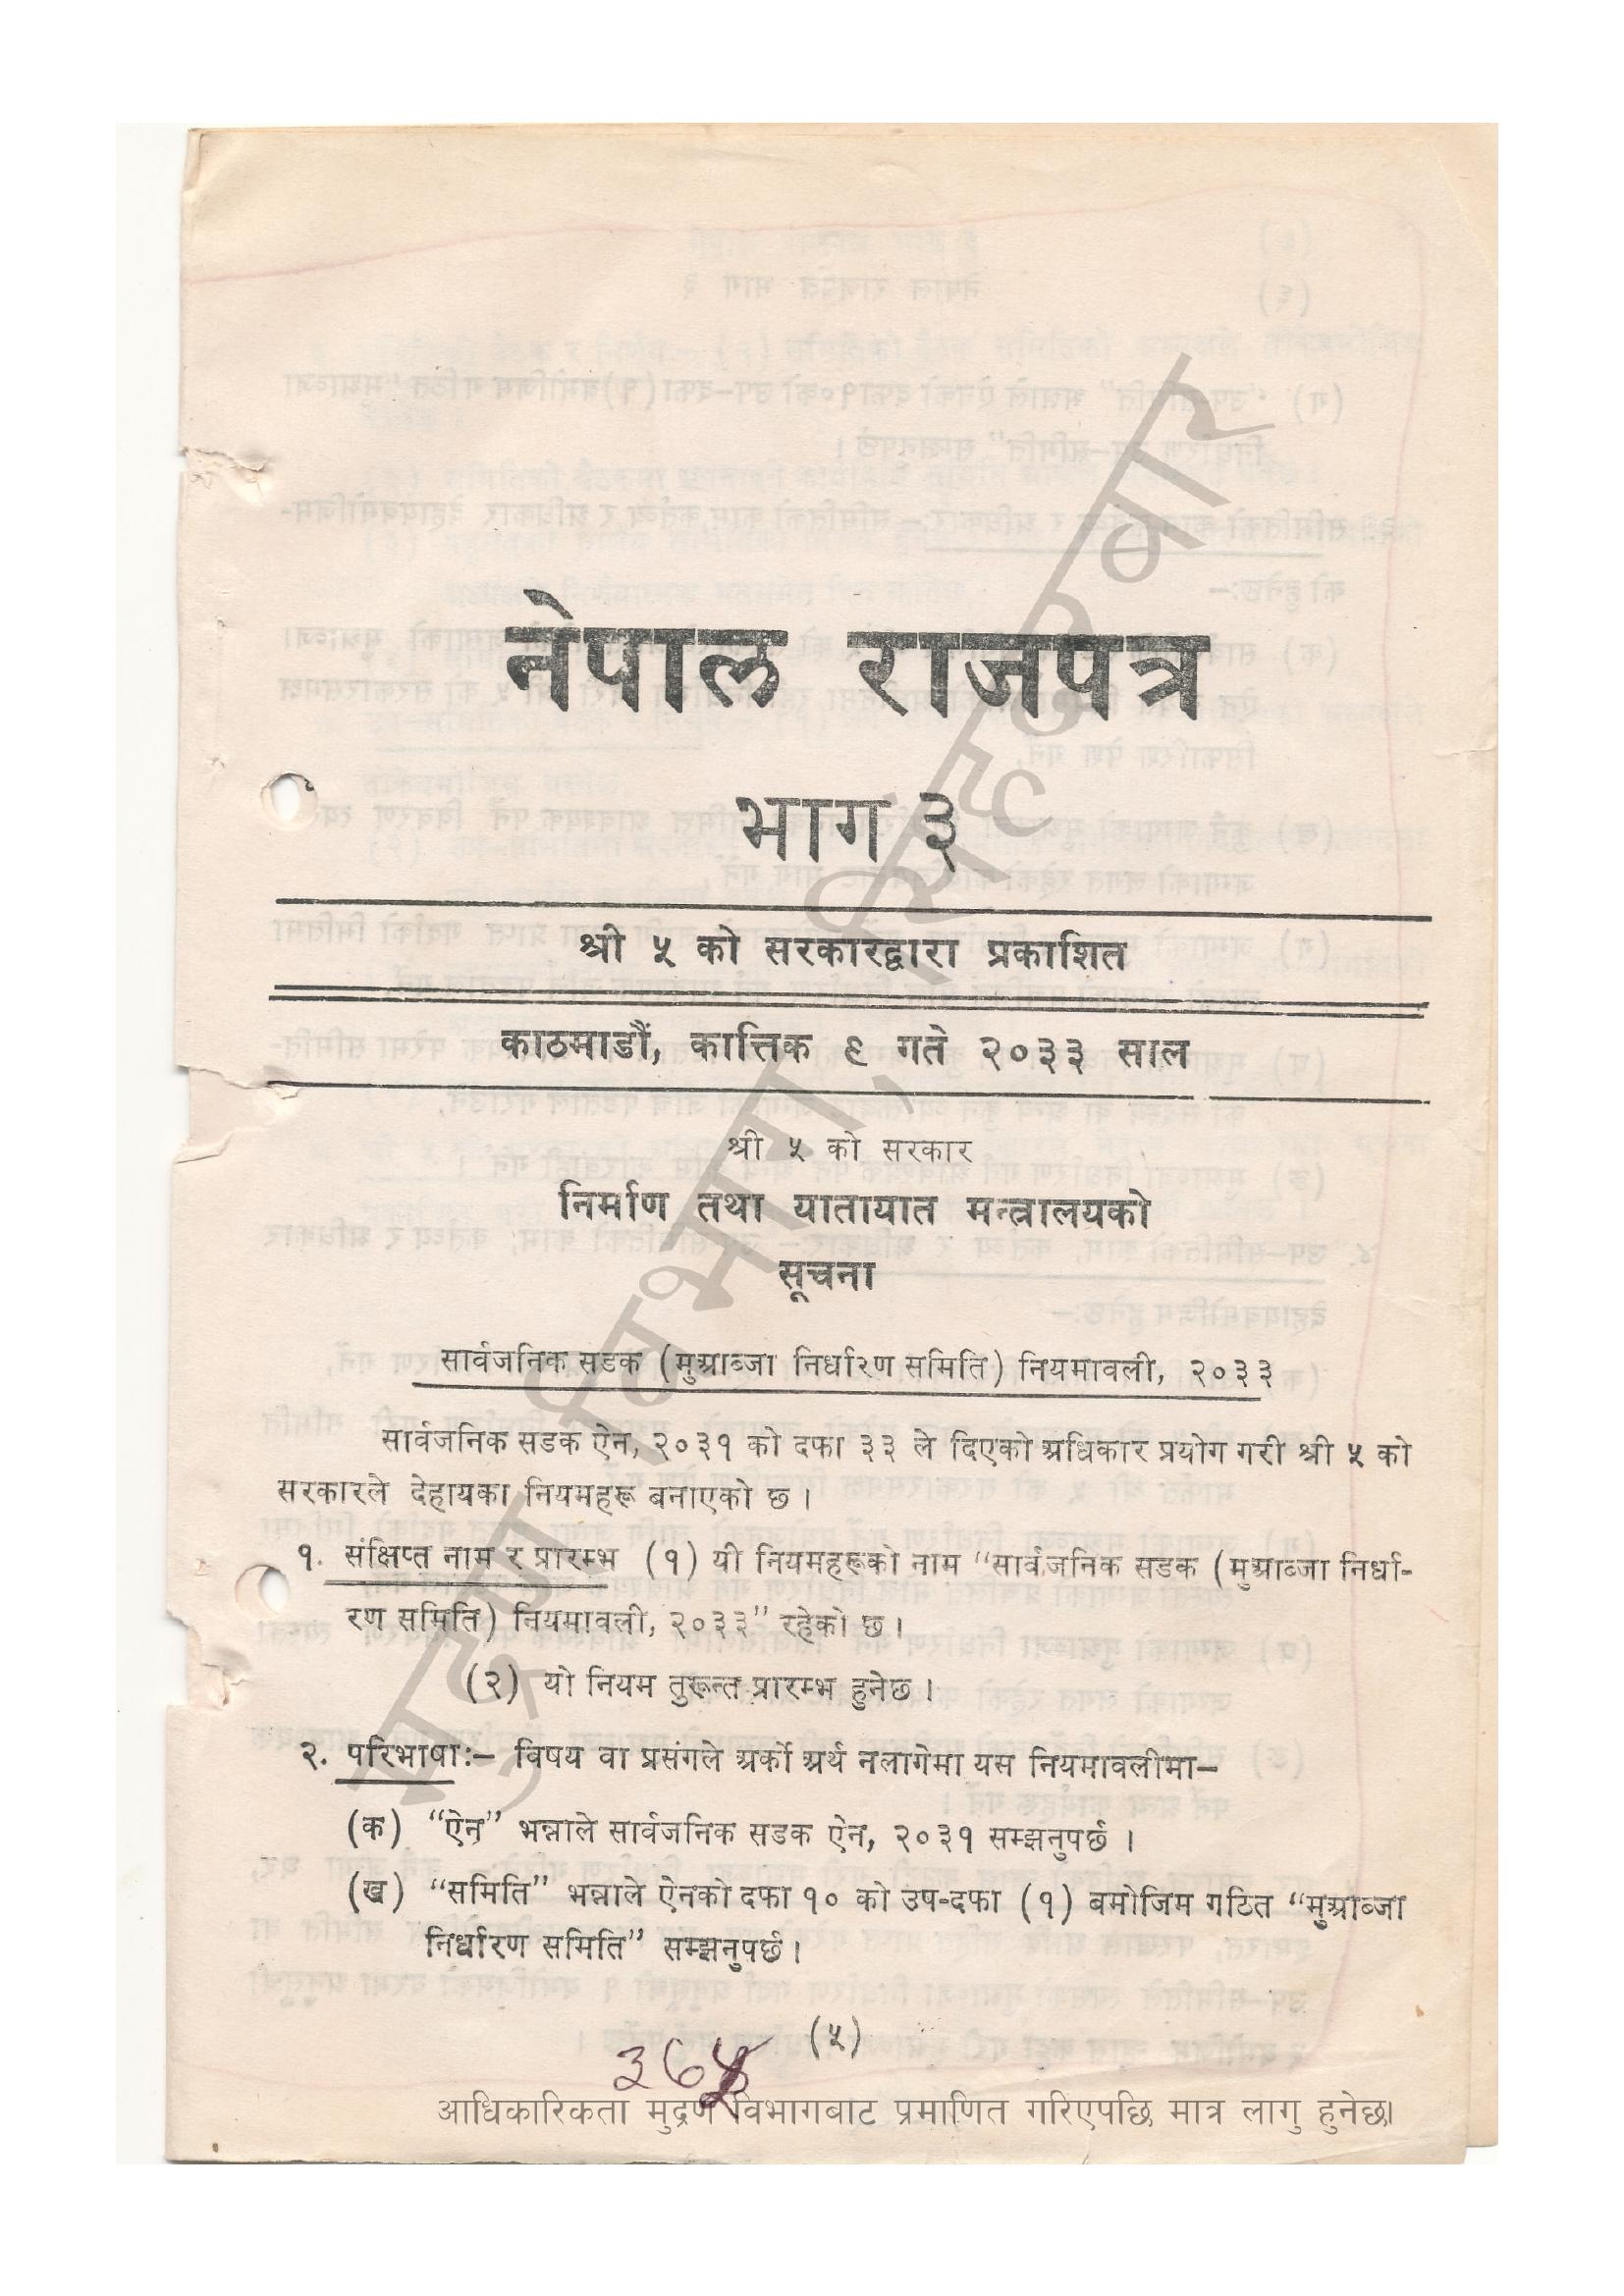 नेपाल राजपत्र
भाग ३
श्री ५ को सरकारद्वारा प्रकाशित
काठमाडौं, कात्तिक ९ गते २०३३ साल
श्री ५ को सरकार
निर्माण तथा यातायात मन्त्रालयको
सूचना
सार्वजनिक सडक (मुआब्जा निर्धारण समिति) नियमावली, २०३३
सार्वजनिक सडक ऐन, २०३१ को दफा ३३ ले दिएको अधिकार प्रयोग गरी श्री ५ को
सरकारले देहायका नियमहरू बनाएको छ ।
१. संक्षिप्त नाम र प्रारम्भ (१) यी नियमहरूको नाम "सार्वजनिक सडक (मुआब्जा निर्धा-
रण समिति) नियमावली, २०३३" रहेको छ ।
(२) यो नियम तुरून्त प्रारम्भ हुनेछ ।
२. परिभाषाः– विषय वा प्रसंगले अर्को अर्थ नलागेमा यस नियमावलीमा–
(क) "ऐन" भन्नाले सार्वजनिक सडक ऐन, २०३१ सम्झनुपर्छ ।
(ख) "समिति" भन्नाले ऐनको दफा १० को उप-दफा (१) बमोजिम गठित "मुआब्जा
निर्धारण समिति" सम्झनुपर्छ ।
(५)
मुद्रण विभाग, सिंहदरवार
आधिकारिकता मुद्रण विभागबाट प्रमाणित गरिएपछि मात्र लागु हुनेछ।